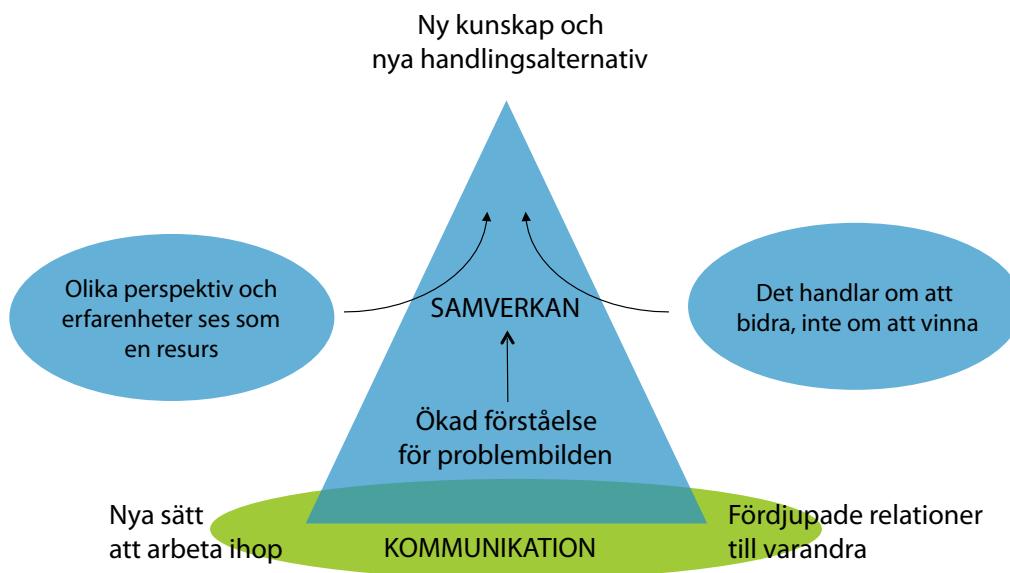 Ny kunskap och
nya handlingsalternativ
Olika perspektiv och
erfarenheter ses som
en resurs
SAMVERKAN
Det handlar om att
bidra, inte om att vinna
Ökad förståelse
för problembilden
Nya sätt
att arbeta ihop
KOMMUNIKATION
Fördjupade relationer
till varandra